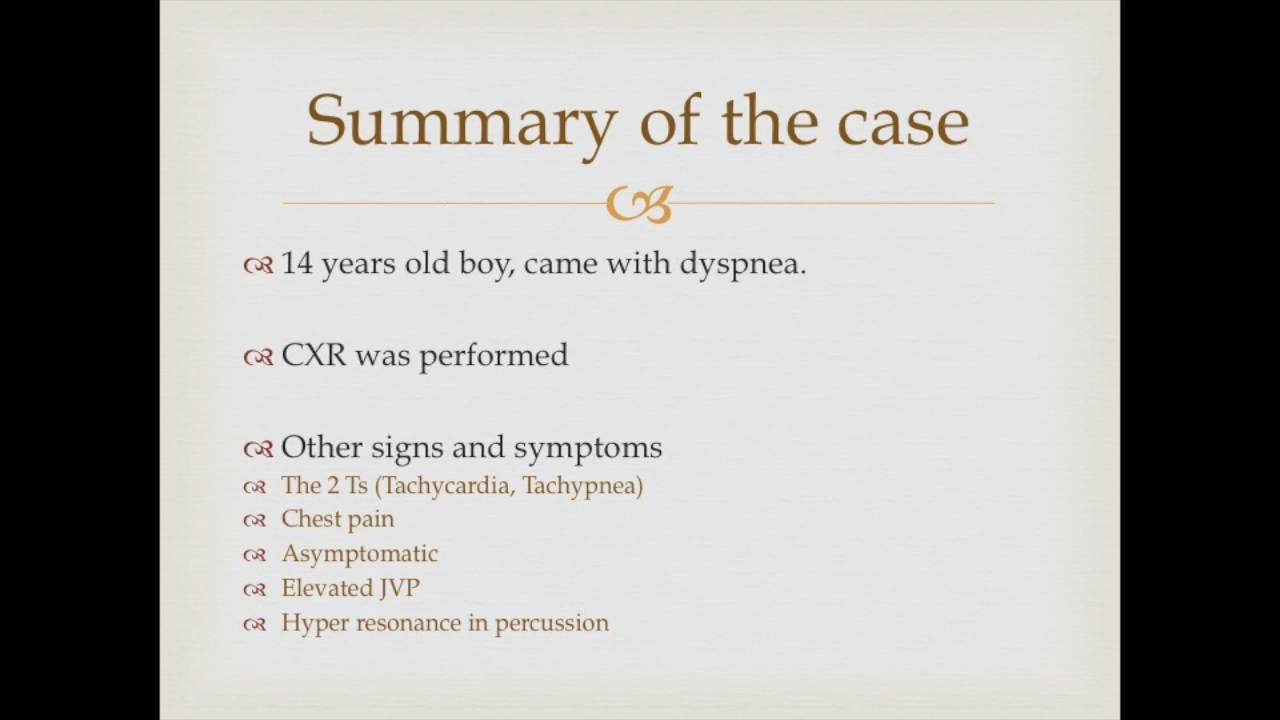 Summary of the case
14 years old boy, came with dyspnea.
CXR was performed
Other signs and symptoms
The 2 Ts (Tachycardia, Tachypnea)
Chest pain
Asymptomatic
Elevated JVP
Hyper resonance in percussion